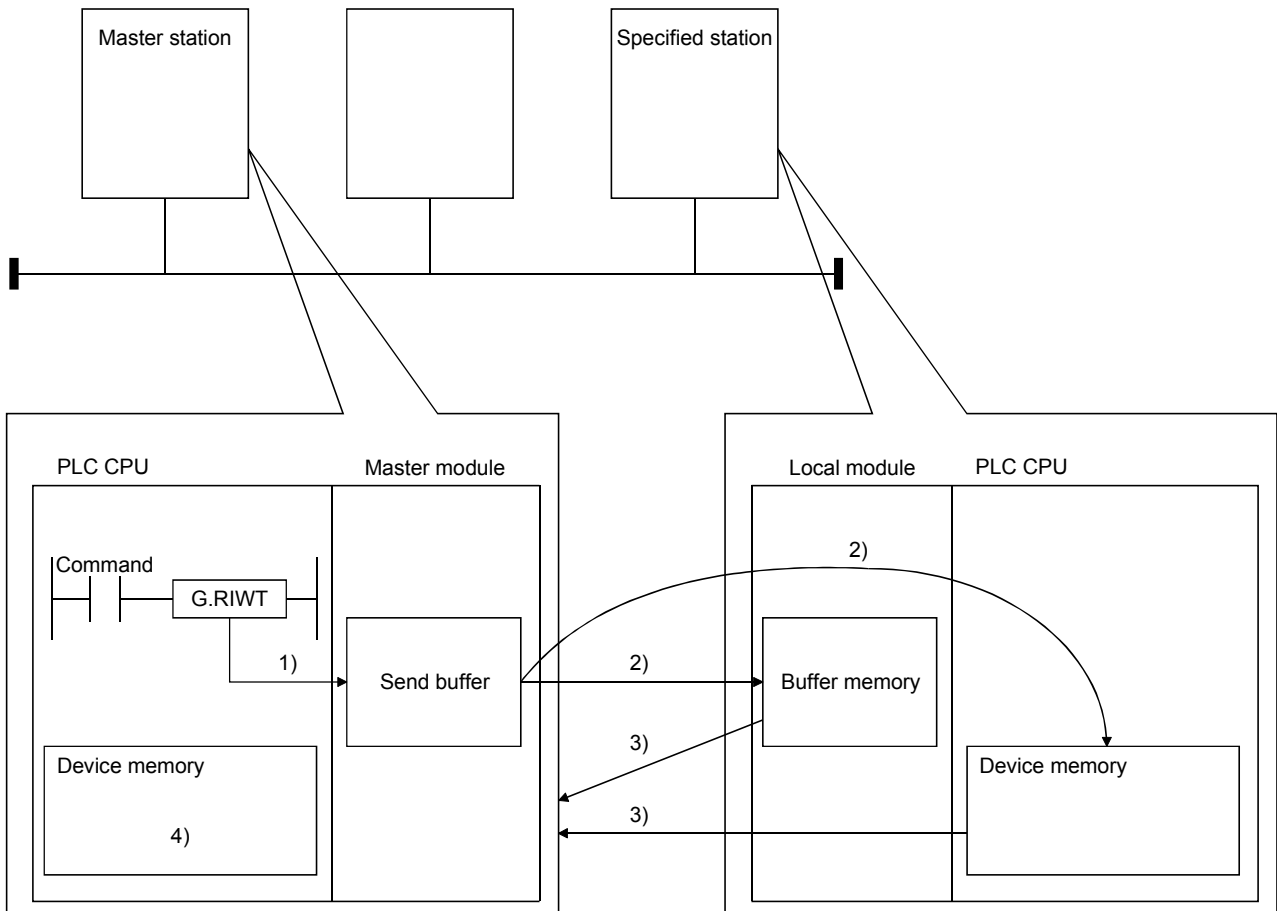 Master station
Specified station
PLC CPU
Master module
Command
G.RIWT
1)
Send buffer
Device memory
4)
Local module
PLC CPU
2)
2)
Buffer memory
3)
3)
Device memory